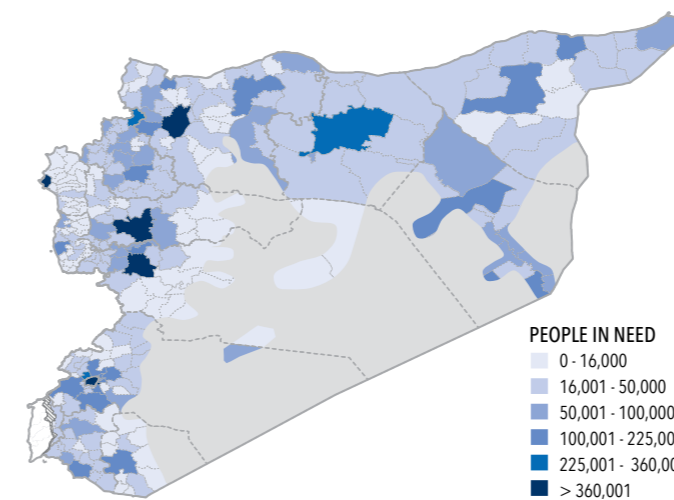 PEOPLE IN NEED
0 - 16,000
16,001 - 50,000
50,001 - 100,000
100,001 - 225,00
225,001 - 360,00
> 360,001